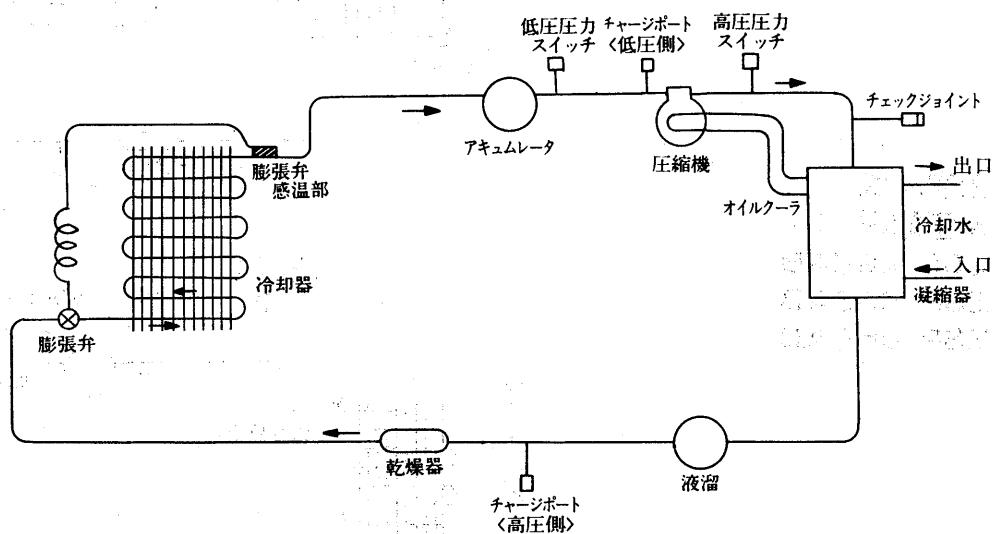 低圧圧力
スイッチ
チャージポート
〈低圧側〉
高圧圧力
スイッチ
チェックジョイント
アキュムレータ
圧縮機
膨張弁
感温部
オイルクーラ
出口
冷却水
入口
凝縮器
冷却器
膨張弁
乾燥器
液溜
チャージポート
〈高圧側〉